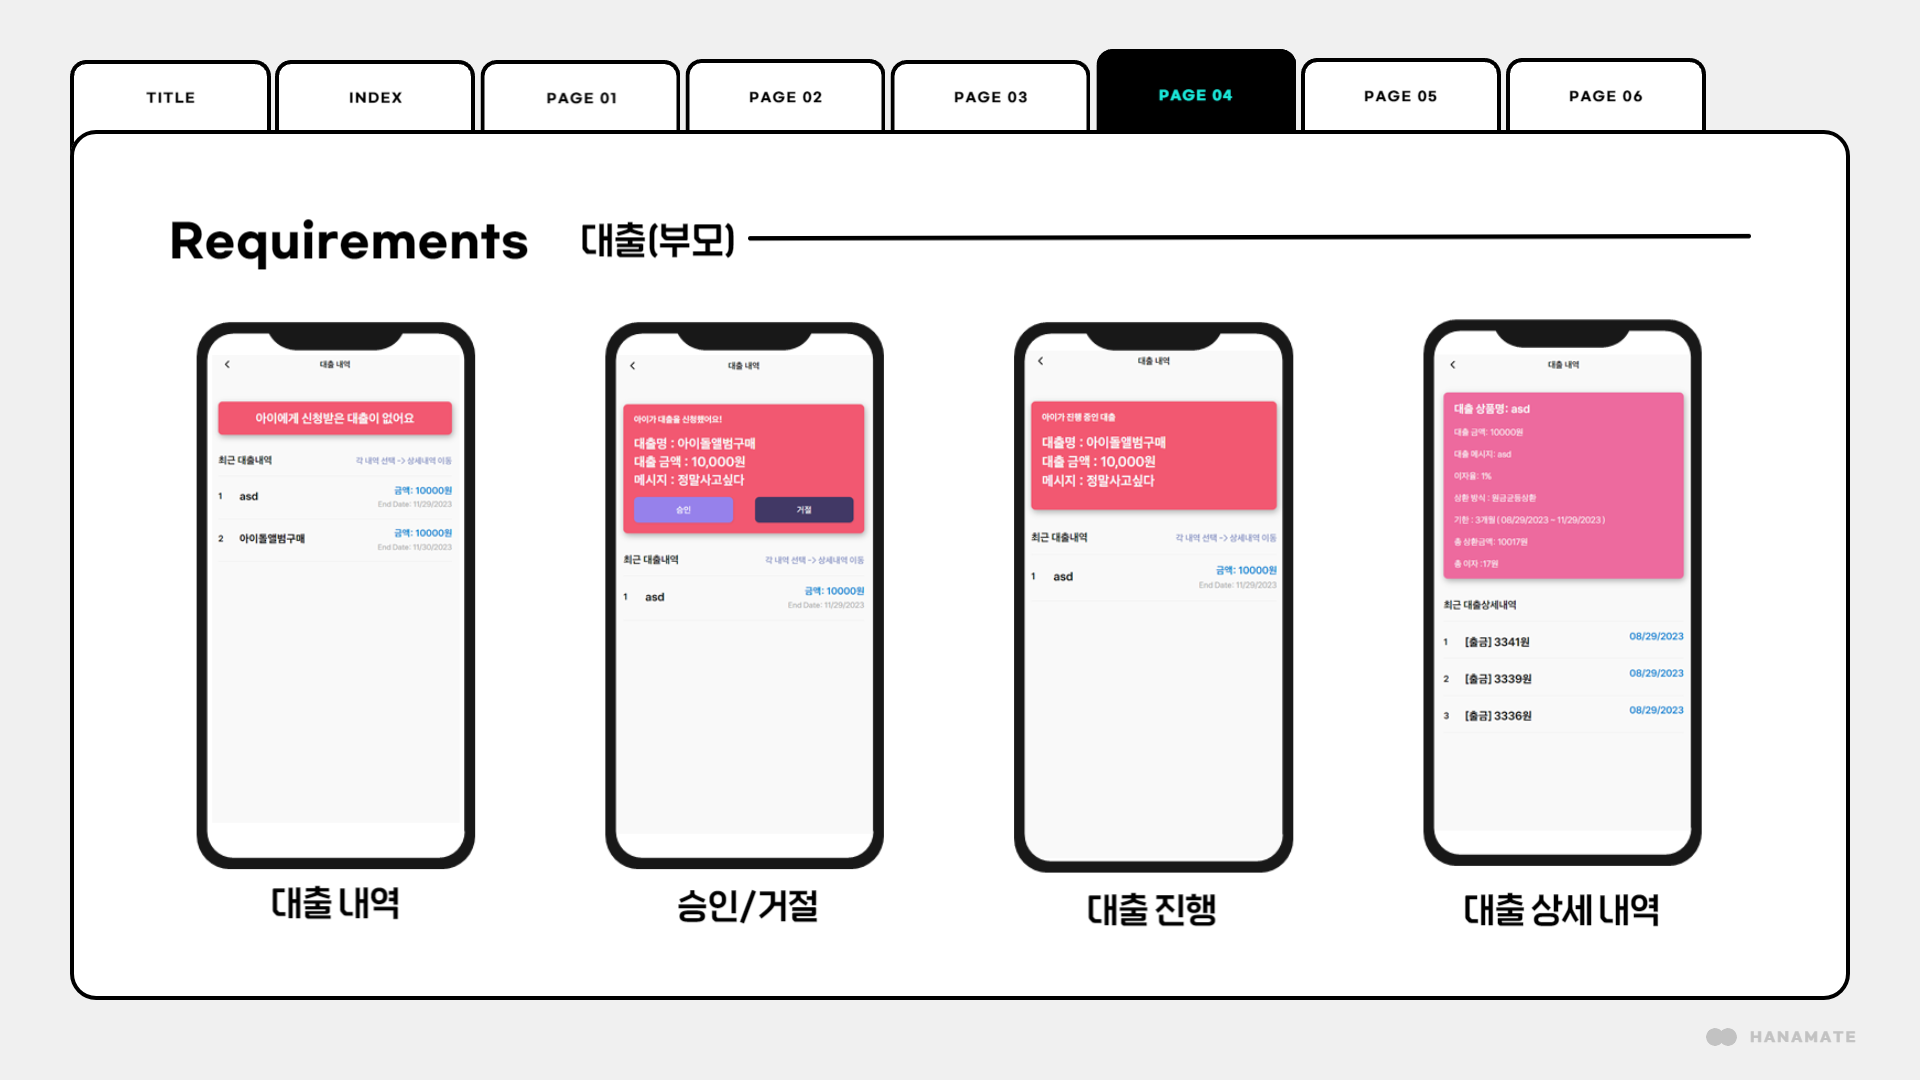 TITLE
INDEX
PAGE 01
PAGE 02
PAGE 03
PAGE 04
PAGE 05
PAGE 06
Requirements 대출(부모)
대출 내역
아이에게 신청받은 대출이 없어요
최근 대출내역 각 내역 선택 -> 상세내역 이동
1 asd 금액: 10000원
End Date: 11/29/2023
2 아이돌앨범구매 금액: 10000원
End Date: 11/30/2023
대출 내역
대출 내역
아이가 대출을 신청했어요!
대출명 : 아이돌앨범구매
대출 금액 : 10,000원
메시지 : 정말사고싶다
승인 거절
최근 대출내역 각 내역 선택 -> 상세내역 이동
1 asd 금액: 10000원
End Date: 11/29/2023
승인/거절
대출 내역
아이가 진행 중인 대출
대출명 : 아이돌앨범구매
대출 금액 : 10,000원
메시지 : 정말사고싶다
최근 대출내역 각 내역 선택 -> 상세내역 이동
1 asd 금액: 10000원
End Date: 11/29/2023
대출 진행
대출 내역
대출 상품명: asd
대출 금액: 10000원
대출 메시지: asd
이자율: 1%
상환 방식 : 원금균등상환
기한 : 3개월 ( 08/29/2023 ~ 11/29/2023 )
총 상환금액: 10017원
총 이자 :17원
최근 대출상세내역
1 [출금] 3341원 08/29/2023
2 [출금] 3339원 08/29/2023
3 [출금] 3336원 08/29/2023
대출 상세 내역
HANAMATE